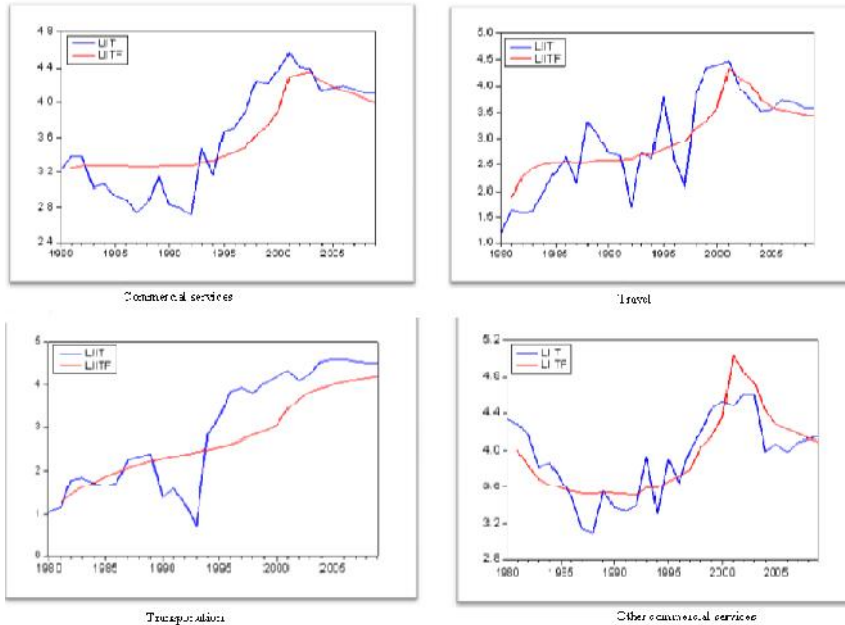 4.8
4.4
4.0
3.6
3.2
2.8
2.4
LIIT
LIITF
1980 1985 1990 1995 2000 2005
Commercial services
5.0
4.5
4.0
3.5
3.0
2.5
2.0
1.5
1.0
LIIT
LIITF
1980 1985 1990 1995 2000 2005
Travel
5
4
3
2
1
0
LIIT
LIITF
1980 1985 1990 1995 2000 2005
Transportation
5.2
4.8
4.4
4.0
3.6
3.2
2.8
LIIT
LIITF
1980 1985 1990 1995 2000 2005
Other commercial services